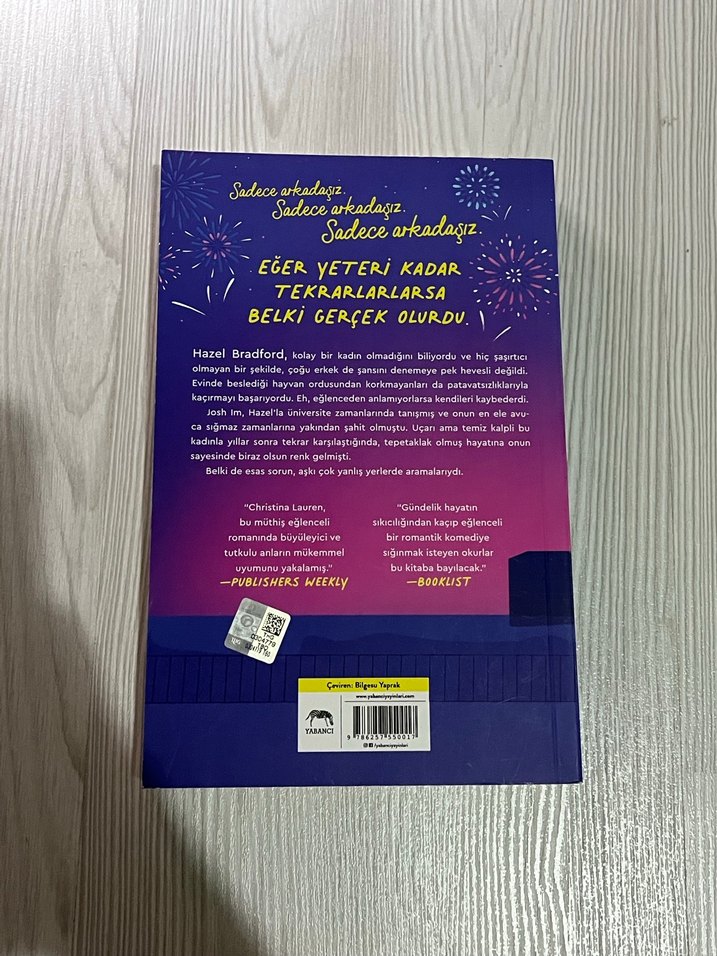 Sadece arkadaşız.
Sadece arkadaşız.
Sadece arkadaşız.
EĞER YETERİ KADAR
TEKRARLARLARSA
BELKİ GERÇEK OLURDU.
Hazel Bradford, kolay bir kadın olmadığını biliyordu ve hiç şaşırtıcı
olmayan bir şekilde, çoğu erkek de şansını denemeye pek hevesli değildi.
Evinde beslediği hayvan ordusundan korkmayanları da patavatsızlıklarıyla
kaçırmayı başarıyordu. Eh, eğlenceden anlamıyorlarsa kendileri kaybederdi.
Josh Im, Hazel'la üniversite zamanlarında tanışmış ve onun en ele avu-
ca sığmaz zamanlarına yakından şahit olmuştu. Uçarı ama temiz kalpli bu
kadınla yıllar sonra tekrar karşılaştığında, tepetaklak olmuş hayatına onun
sayesinde biraz olsun renk gelmişti.
Belki de esas sorun, aşkı çok yanlış yerlerde aramalarıydı.
"Christina Lauren,
bu müthiş eğlenceli
romanında büyüleyici ve
tutkulu anların mükemmel
uyumunu yakalamış."
—PUBLISHERS WEEKLY
"Gündelik hayatın
sıkıcılığından kaçıp eğlenceli
bir romantik komediye
sığınmak isteyen okurlar
bu kitaba bayılacak."
—BOOKLIST
Çeviren: Bilgesu Yaprak
www.yabanciyayinlari.com
YABANCI
9 786257 550017
/yabanciyayinlari